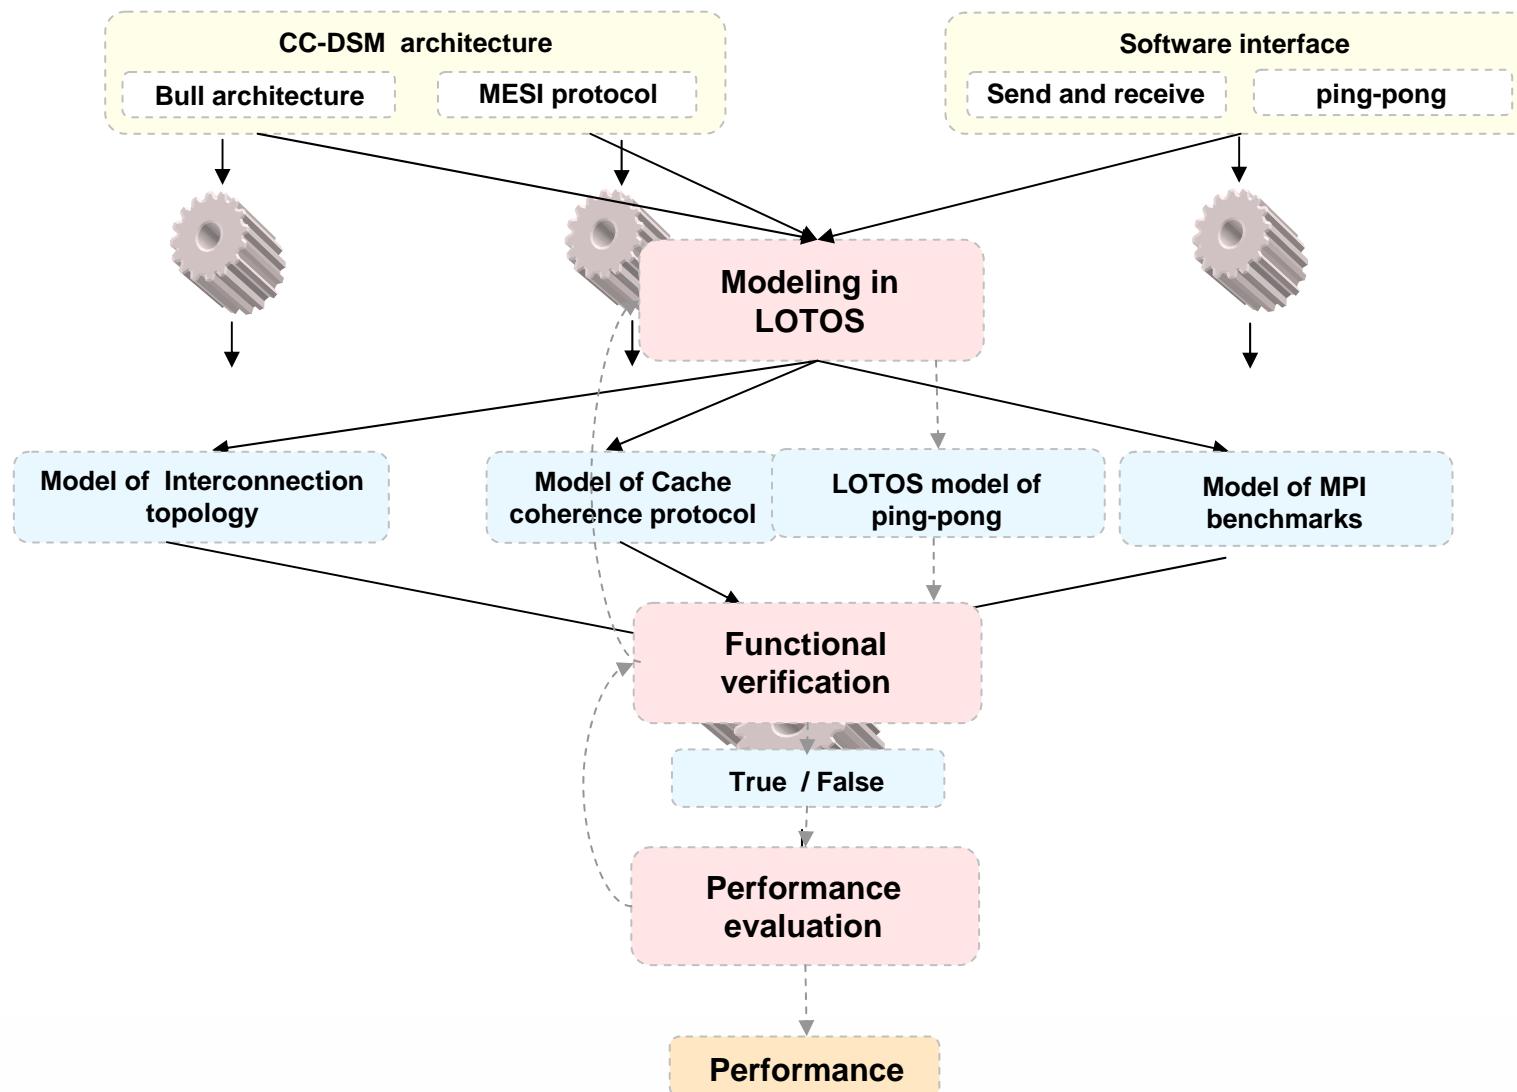 CC-DSM architecture
Bull architecture
MESI protocol
Software interface
Send and receive
ping-pong
Modeling in
LOTOS
Model of Interconnection
topology
Model of Cache
coherence protocol
LOTOS model of
ping-pong
Model of MPI
benchmarks
Functional
verification
True / False
Performance
evaluation
Performance